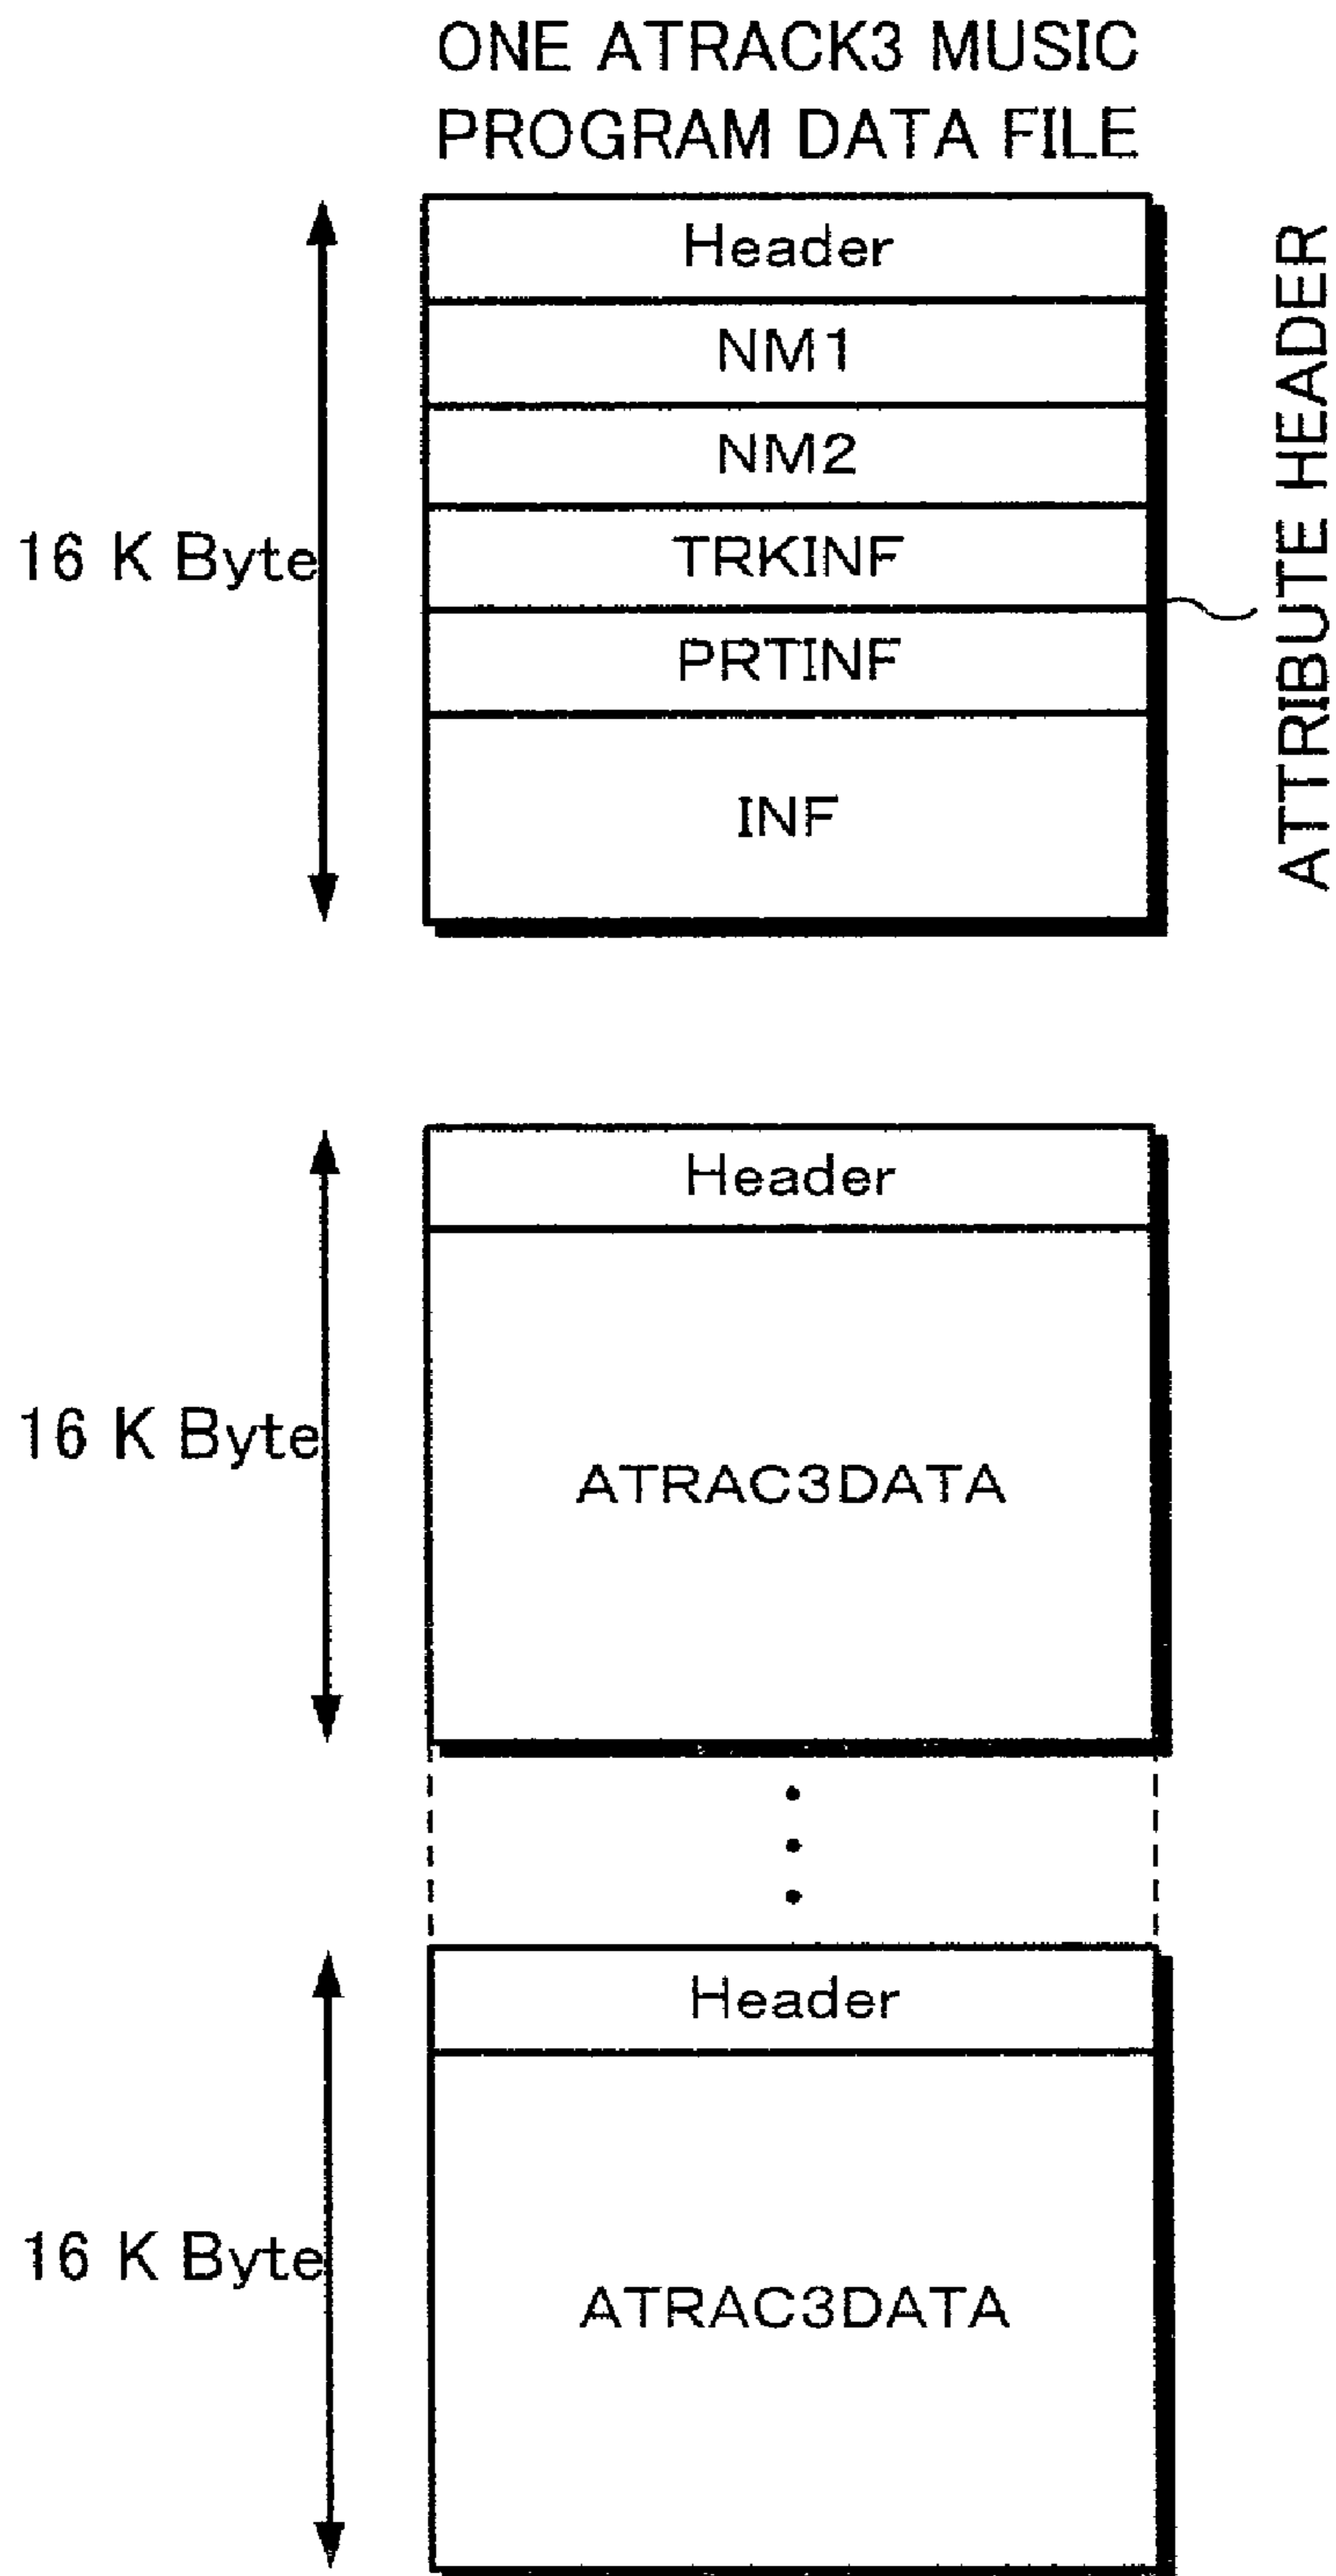 ONE ATRACK3 MUSIC
PROGRAM DATA FILE
Header
NM1
NM2
TRKINF
PRTINF
INF
16 K Byte
ATTRIBUTE HEADER
Header
ATRAC3DATA
16 K Byte
Header
ATRAC3DATA
16 K Byte